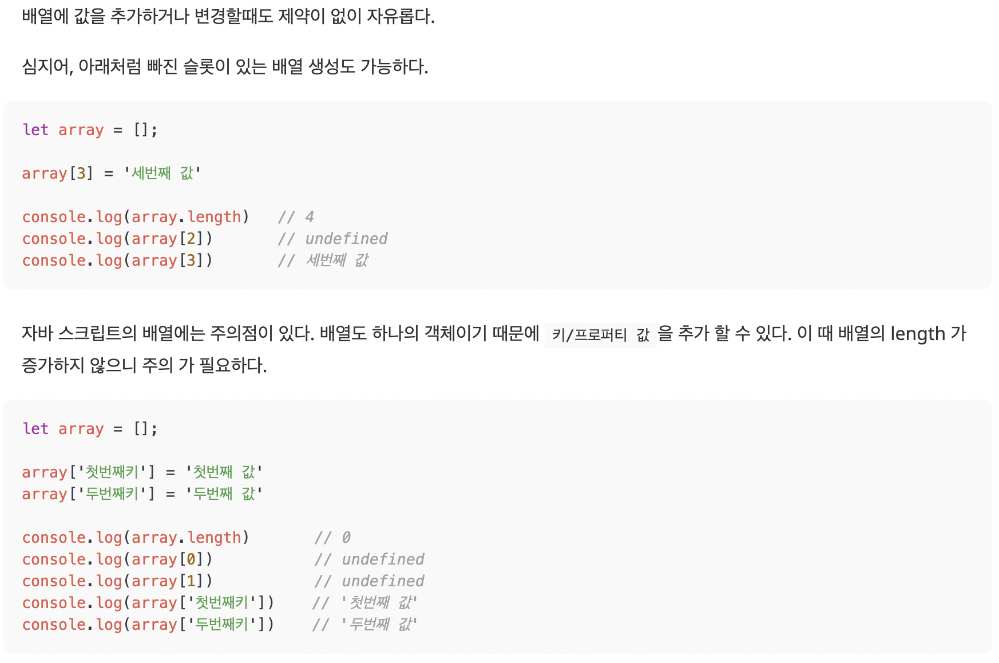 배열에 값을 추가하거나 변경할때도 제약이 없이 자유롭다.
심지어, 아래처럼 빠진 슬롯이 있는 배열 생성도 가능하다.
let array = [];
array[3] = '세번째 값'
console.log(array.length)   // 4
console.log(array[2])       // undefined
console.log(array[3])       // 세번째 값
자바 스크립트의 배열에는 주의점이 있다. 배열도 하나의 객체이기 때문에 키/프로퍼티 값을 추가 할 수 있다. 이 때 배열의 length 가
증가하지 않으니 주의 가 필요하다.
let array = [];
array['첫번째키'] = '첫번째 값'
array['두번째키'] = '두번째 값'
console.log(array.length)       // 0
console.log(array[0])           // undefined
console.log(array[1])           // undefined
console.log(array['첫번째키'])    // '첫번째 값'
console.log(array['두번째키'])    // '두번째 값'